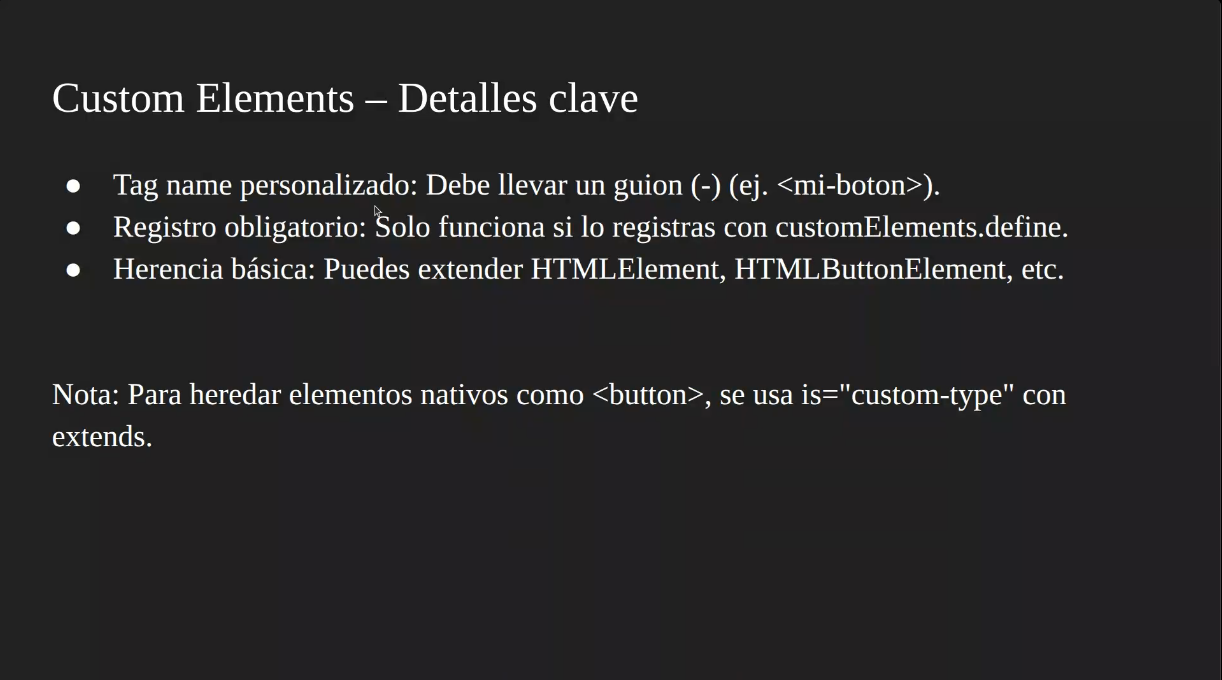 Custom Elements – Detalles clave
● Tag name personalizado: Debe llevar un guion (-) (ej. <mi-boton>).
● Registro obligatorio: Solo funciona si lo registras con customElements.define.
● Herencia básica: Puedes extender HTMLElement, HTMLButtonElement, etc.
Nota: Para heredar elementos nativos como <button>, se usa is="custom-type" con
extends.